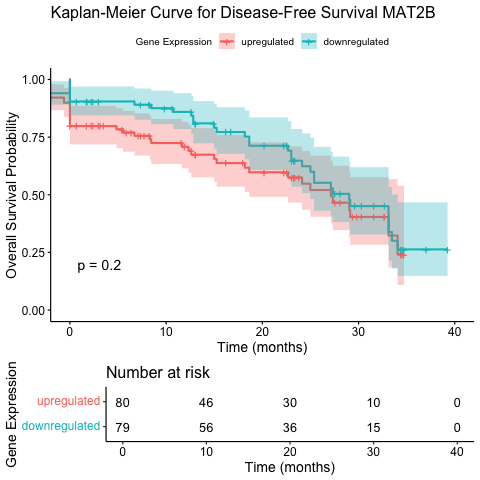 Kaplan-Meier Curve for Disease-Free Survival MAT2B
Gene Expression upregulated downregulated
Overall Survival Probability
1.00
0.75
0.50
0.25
0.00
p = 0.2
0 10 20 30 40
Time (months)
Number at risk
Gene Expression
upregulated 80 46 30 10 0
downregulated 79 56 36 15 0
0 10 20 30 40
Time (months)